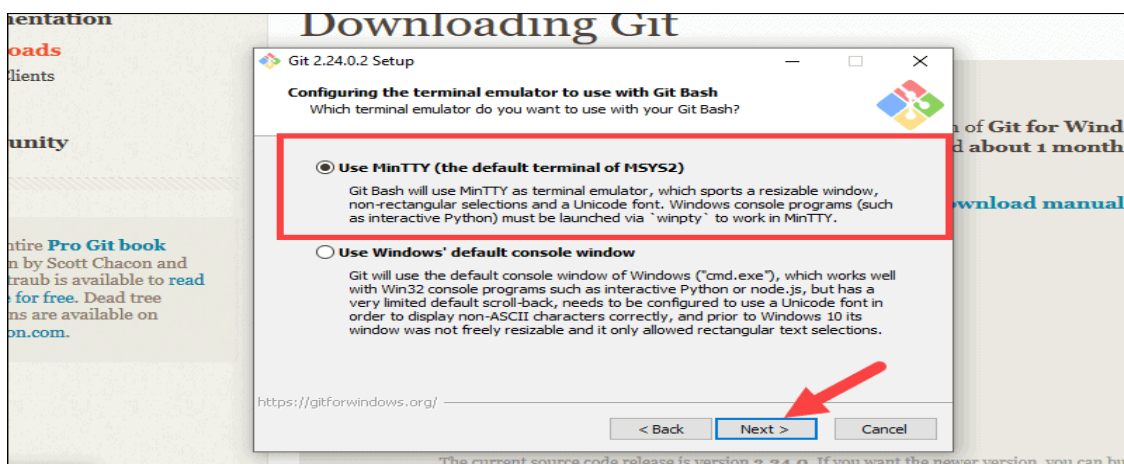 Downloading Git
oads
unity
Pro Git book
n by Scott Chacon and
is available to read
for free. Dead tree
are available on
of Git for Wind
about 1 month
manual
Git 2.24.0.2 Setup
Configuring the terminal emulator to use with Git Bash
Which terminal emulator do you want to use with your Git Bash?
Use MinTTY (the default terminal of MSYS2)
Git Bash will use MinTTY as terminal emulator, which sports a resizable window,
non-rectangular selections and a Unicode font. Windows console programs (such
as interactive Python) must be launched via `winpty` to work in MinTTY.
Use Windows' default console window
Git will use the default console window of Windows ("cmd.exe"), which works well
with Win32 console programs such as interactive Python or node.js, but has a
very limited default scroll-back, needs to be configured to use a Unicode font in
order to display non-ASCII characters correctly, and prior to Windows 10 its
window was not freely resizable and it only allowed rectangular text selections.
https://gitforwindows.org/
< Back Next > Cancel
The current source code release is version 2.24.0. If you want the newer version, you can bu